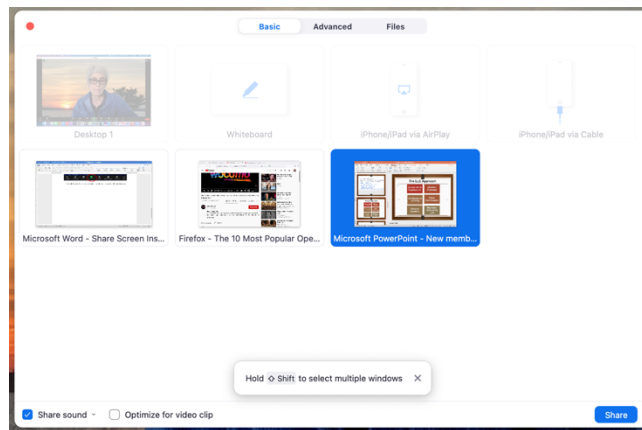 Basic Advanced Files
Desktop 1 Whiteboard iPhone/iPad via AirPlay iPhone/iPad via Cable
Microsoft Word - Share Screen Ins... Firefox - The 10 Most Popular Ope... Microsoft PowerPoint - New memb...
Hold ⇧ Shift to select multiple windows
Share sound Optimize for video clip Share